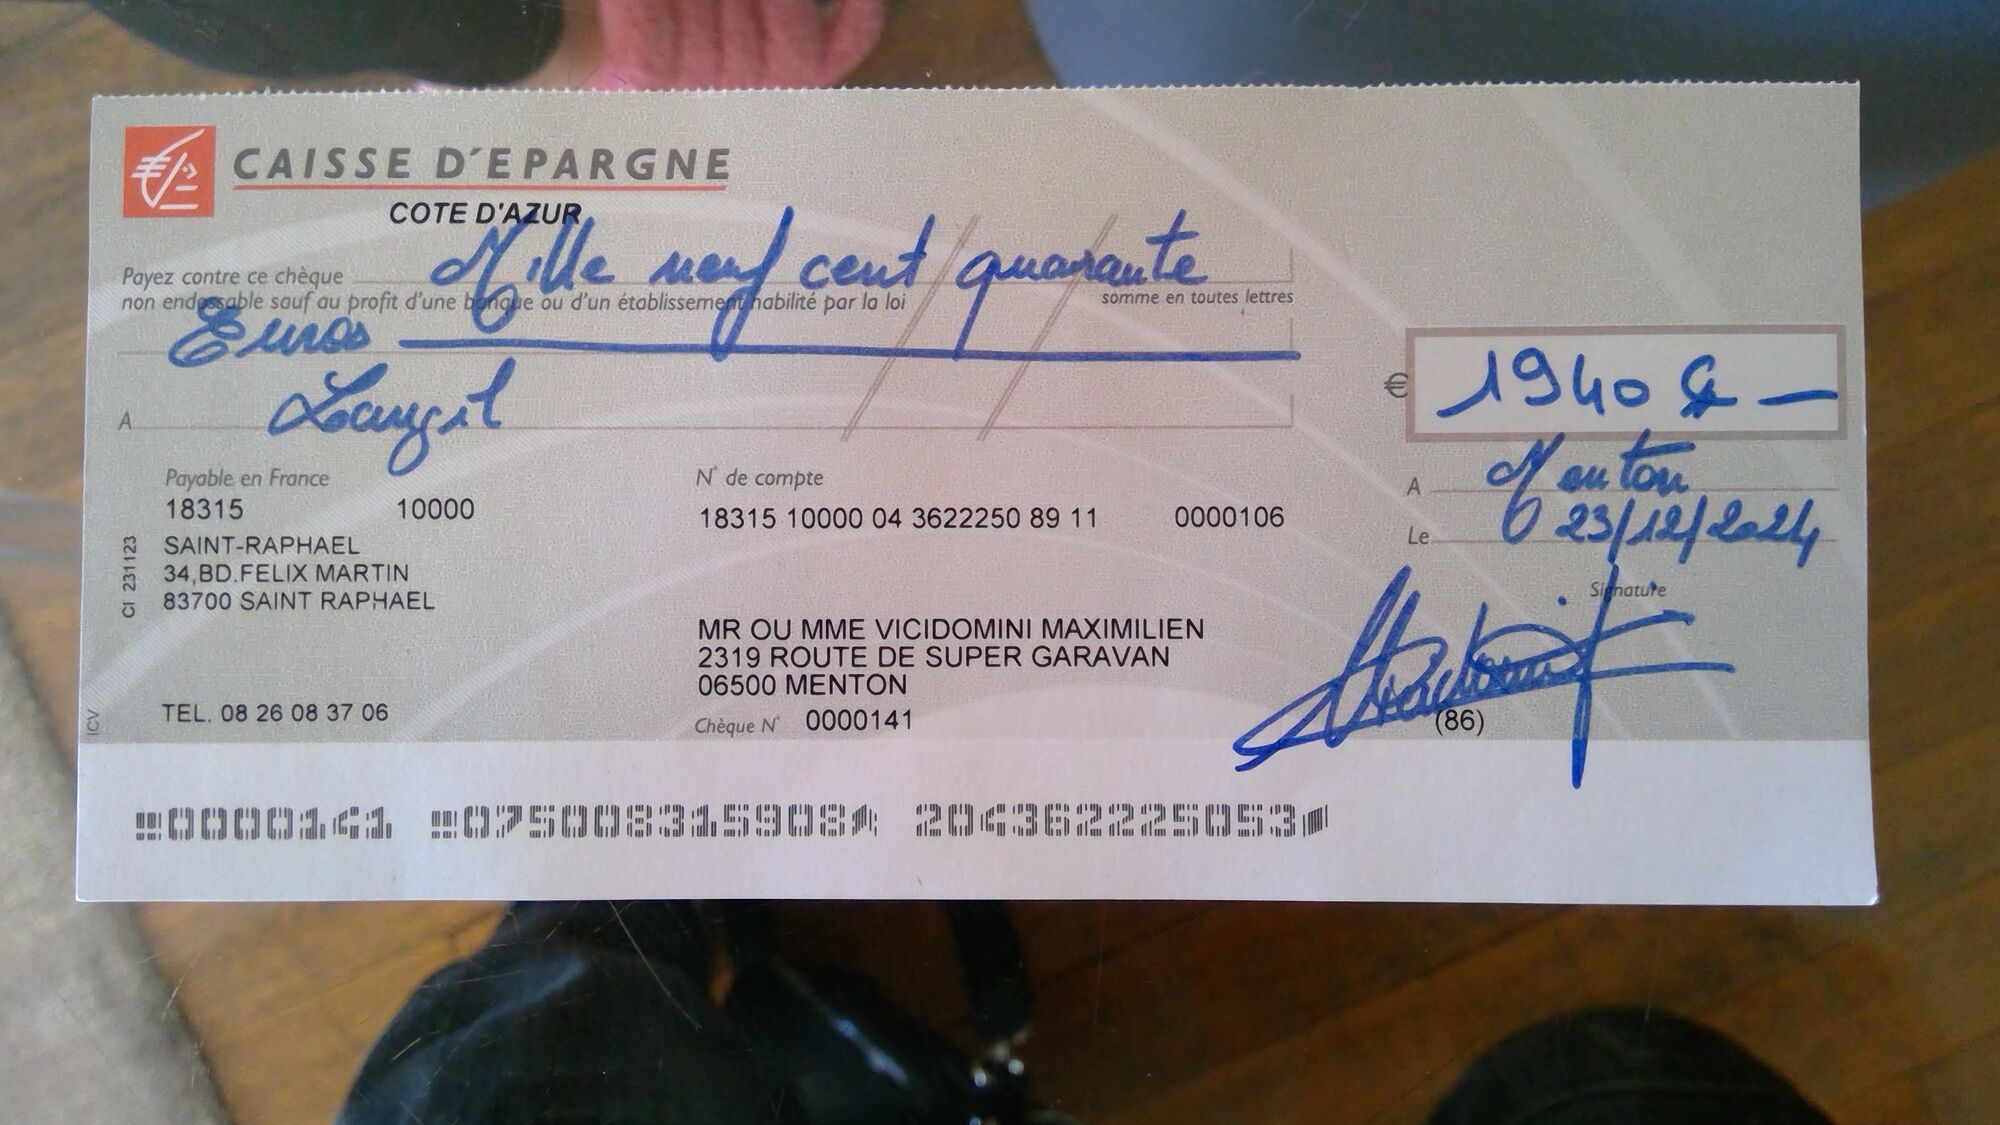 CAISSE D'EPARGNE
COTE D'AZUR
Payez contre ce chèque Mille neuf cent quarante
non endossable sauf au profit d'une banque ou d'un établissement habilité par la loi
somme en toutes lettres
Euros
€ 1940 €
A
Payable en France
18315 10000
SAINT-RAPHAEL
34,BD.FELIX MARTIN
83700 SAINT RAPHAEL
TEL. 08 26 08 37 06
CI 231123
ICV
N° de compte
18315 10000 04 3622250 89 11 0000106
MR OU MME VICIDOMINI MAXIMILIEN
2319 ROUTE DE SUPER GARAVAN
06500 MENTON
Chèque N° 0000141
A Menton
Le 23/12/2024
Signature
(86)
0000141 075008315908 204362225053